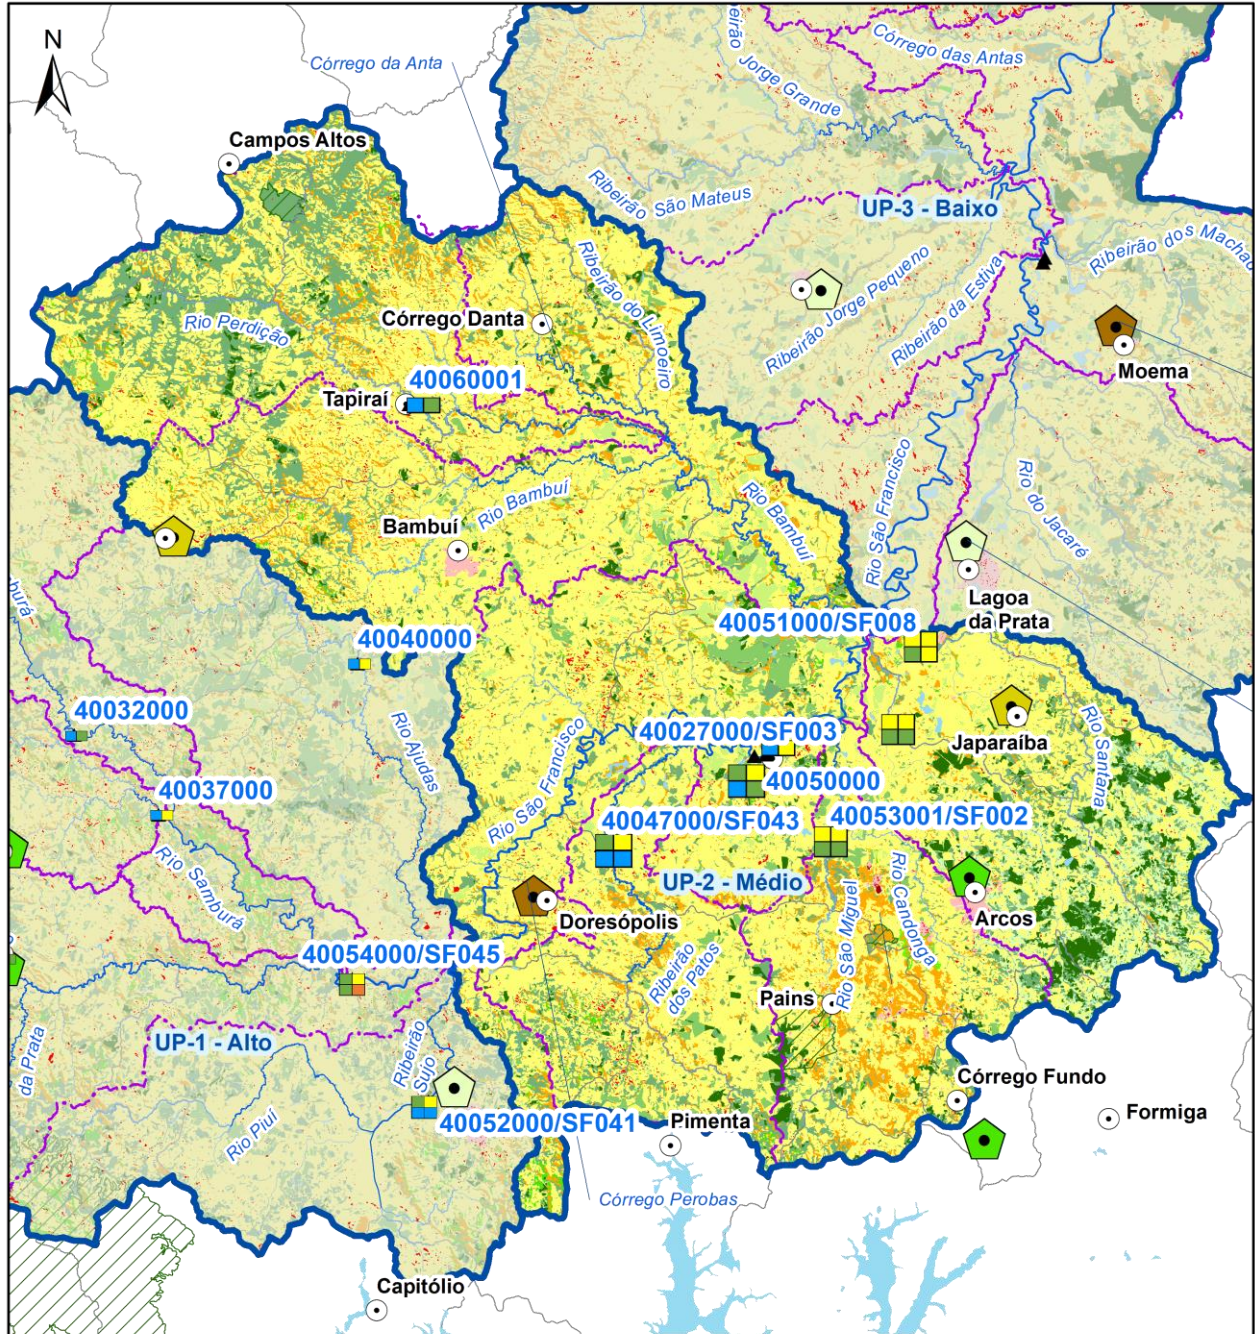 N
Córrego da Anta
Ribeirão
Jorge Grande
Córrego das Antas
Campos Altos
Ribeirão
São Mateus
UP-3 - Baixo
Ribeirão dos Machad
Ribeirão do Limoeiro
Ribeirão Jorge Pequeno
Ribeirão da Estiva
Rio Perdição
Córrego Danta
Moema
40060001
Tapiraí
Rio Bambuí
Rio Bambuí
Bambuí
Rio São Francisco
Rio do Jacaré
Lagoa
da Prata
40051000/SF008
40040000
40032000
Rio Ajudas
Rio São Francisco
40027000/SF003
Japaraíba
Rio Santana
40050000
40037000
40047000/SF043
40053001/SF002
Rio Samburá
UP-2 - Médio
Rio São Miguel
Rio Candonga
Arcos
Doresópolis
40054000/SF045
Ribeirão
dos Patos
Pains
da Prata
UP-1 - Alto
Ribeirão
Sujo
Rio Piuí
40052000/SF041
Pimenta
Córrego Fundo
Formiga
Córrego Perobas
Capitólio